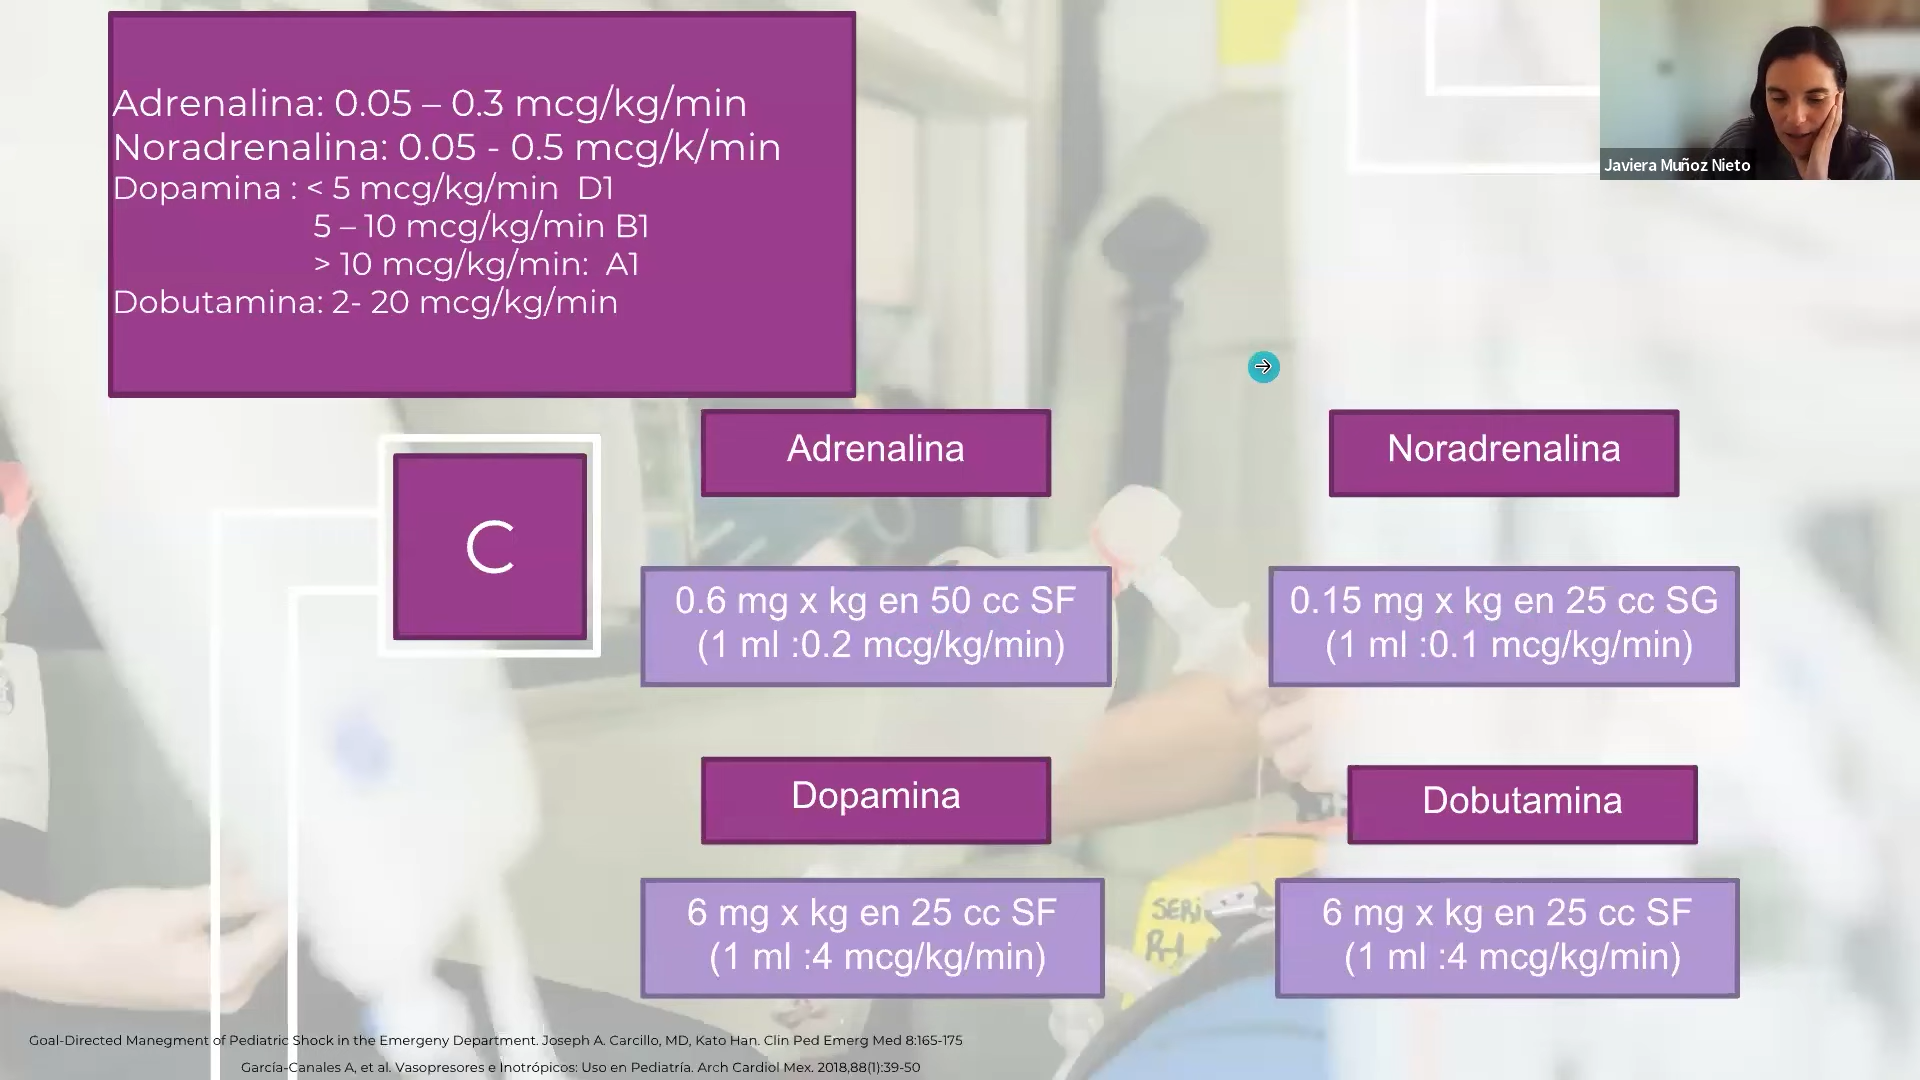 Adrenalina: 0.05 – 0.3 mcg/kg/min
Noradrenalina: 0.05 - 0.5 mcg/k/min
Dopamina : < 5 mcg/kg/min D1
5 – 10 mcg/kg/min B1
> 10 mcg/kg/min: A1
Dobutamina: 2- 20 mcg/kg/min
Javiera Muñoz Nieto
C
Adrenalina
0.6 mg x kg en 50 cc SF
(1 ml :0.2 mcg/kg/min)
Noradrenalina
0.15 mg x kg en 25 cc SG
(1 ml :0.1 mcg/kg/min)
Dopamina
6 mg x kg en 25 cc SF
(1 ml :4 mcg/kg/min)
Dobutamina
6 mg x kg en 25 cc SF
(1 ml :4 mcg/kg/min)
SERi
Goal-Directed Manegment of Pediatric Shock in the Emergeny Department. Joseph A. Carcillo, MD, Kato Han. Clin Ped Emerg Med 8:165-175
García-Canales A, et al. Vasopresores e Inotrópicos: Uso en Pediatría. Arch Cardiol Mex. 2018,88(1):39-50